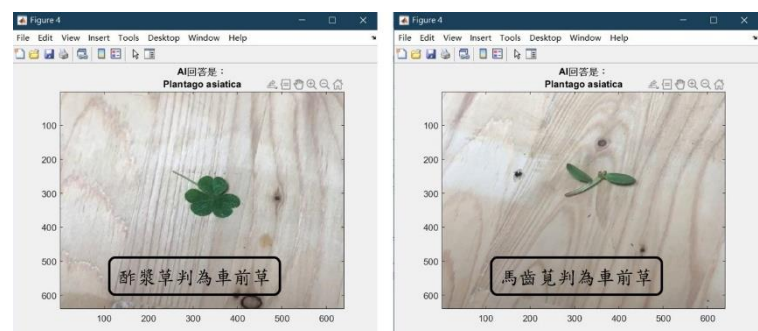 Figure 4
File Edit View Insert Tools Desktop Window Help
AI回答是：
Plantago asiatica
100
200
300
400
500
600
酢漿草判為車前草
100 200 300 400 500 600
Figure 4
File Edit View Insert Tools Desktop Window Help
AI回答是：
Plantago asiatica
100
200
300
400
500
600
馬齒莧判為車前草
100 200 300 400 500 600